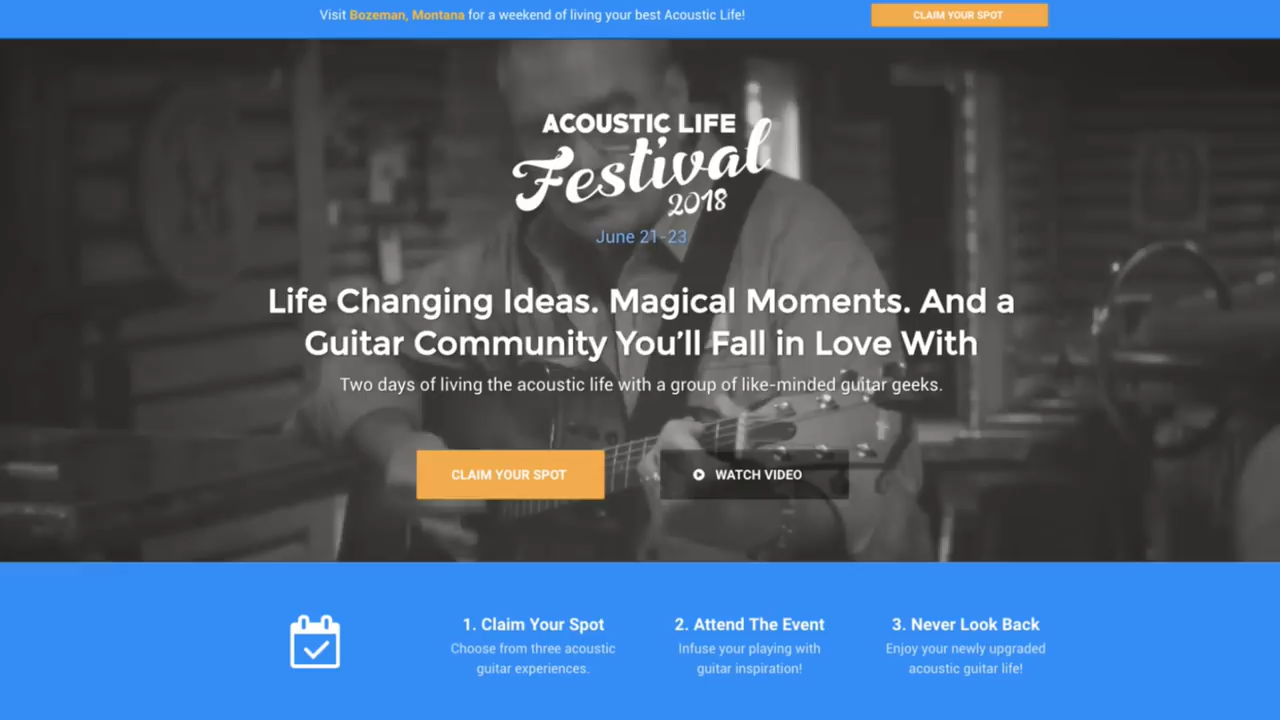 Visit Bozeman, Montana for a weekend of living your best Acoustic Life!
CLAIM YOUR SPOT
ACOUSTIC LIFE
Festival
2018
June 21-23
Life Changing Ideas. Magical Moments. And a
Guitar Community You’ll Fall in Love With
Two days of living the acoustic life with a group of like-minded guitar geeks.
CLAIM YOUR SPOT
WATCH VIDEO
1. Claim Your Spot
Choose from three acoustic
guitar experiences.
2. Attend The Event
Infuse your playing with
guitar inspiration!
3. Never Look Back
Enjoy your newly upgraded
acoustic guitar life!